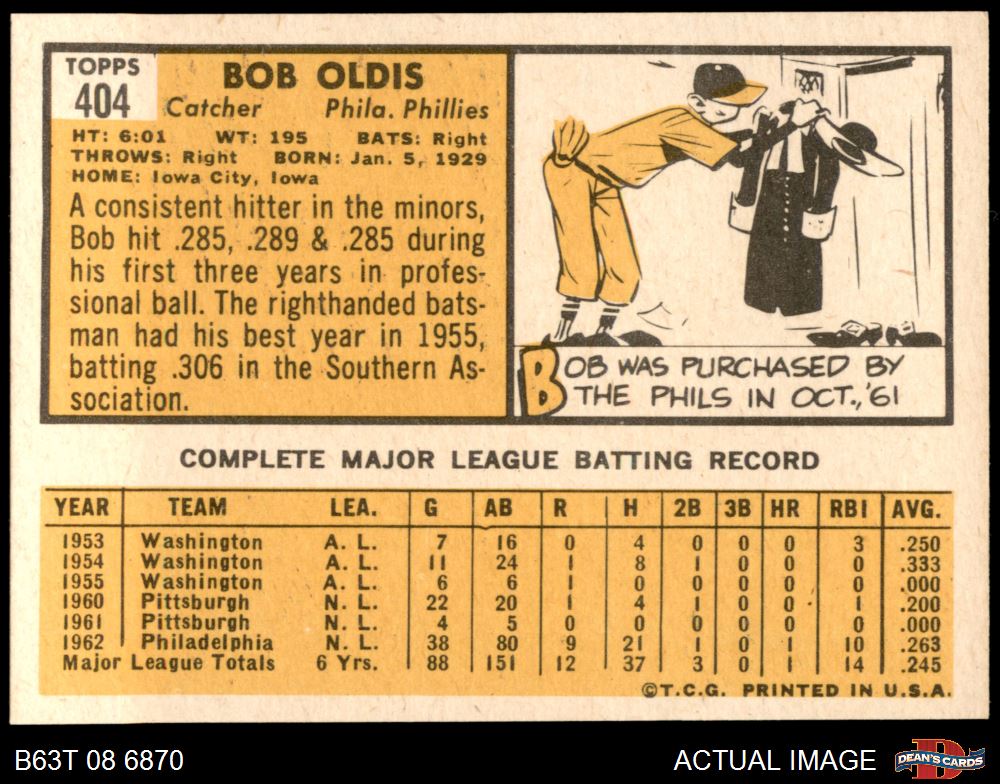 TOPPS
404
BOB OLDIS
Catcher Phila. Phillies
HT: 6:01 WT: 195 BATS: Right
THROWS: Right BORN: Jan. 5, 1929
HOME: Iowa City, Iowa
A consistent hitter in the minors,
Bob hit .285, .289 & .285 during
his first three years in profes-
sional ball. The righthanded bats-
man had his best year in 1955,
batting .306 in the Southern As-
sociation.
BOB WAS PURCHASED BY
THE PHILS IN OCT., '61
COMPLETE MAJOR LEAGUE BATTING RECORD
YEAR TEAM LEA. G AB R H 2B 3B HR RBI AVG.
1953 Washington A. L. 7 16 0 4 0 0 0 3 .250
1954 Washington A. L. 11 24 1 8 1 0 0 0 .333
1955 Washington A. L. 6 6 1 0 0 0 0 0 .000
1960 Pittsburgh N. L. 22 20 1 4 1 0 0 1 .200
1961 Pittsburgh N. L. 4 5 0 0 0 0 0 0 .000
1962 Philadelphia N. L. 38 80 9 21 1 0 1 10 .263
Major League Totals 6 Yrs. 88 151 12 37 3 0 1 14 .245
©T.C.G. PRINTED IN U.S.A.
B63T 08 6870 ACTUAL IMAGE DEAN'S CARDS